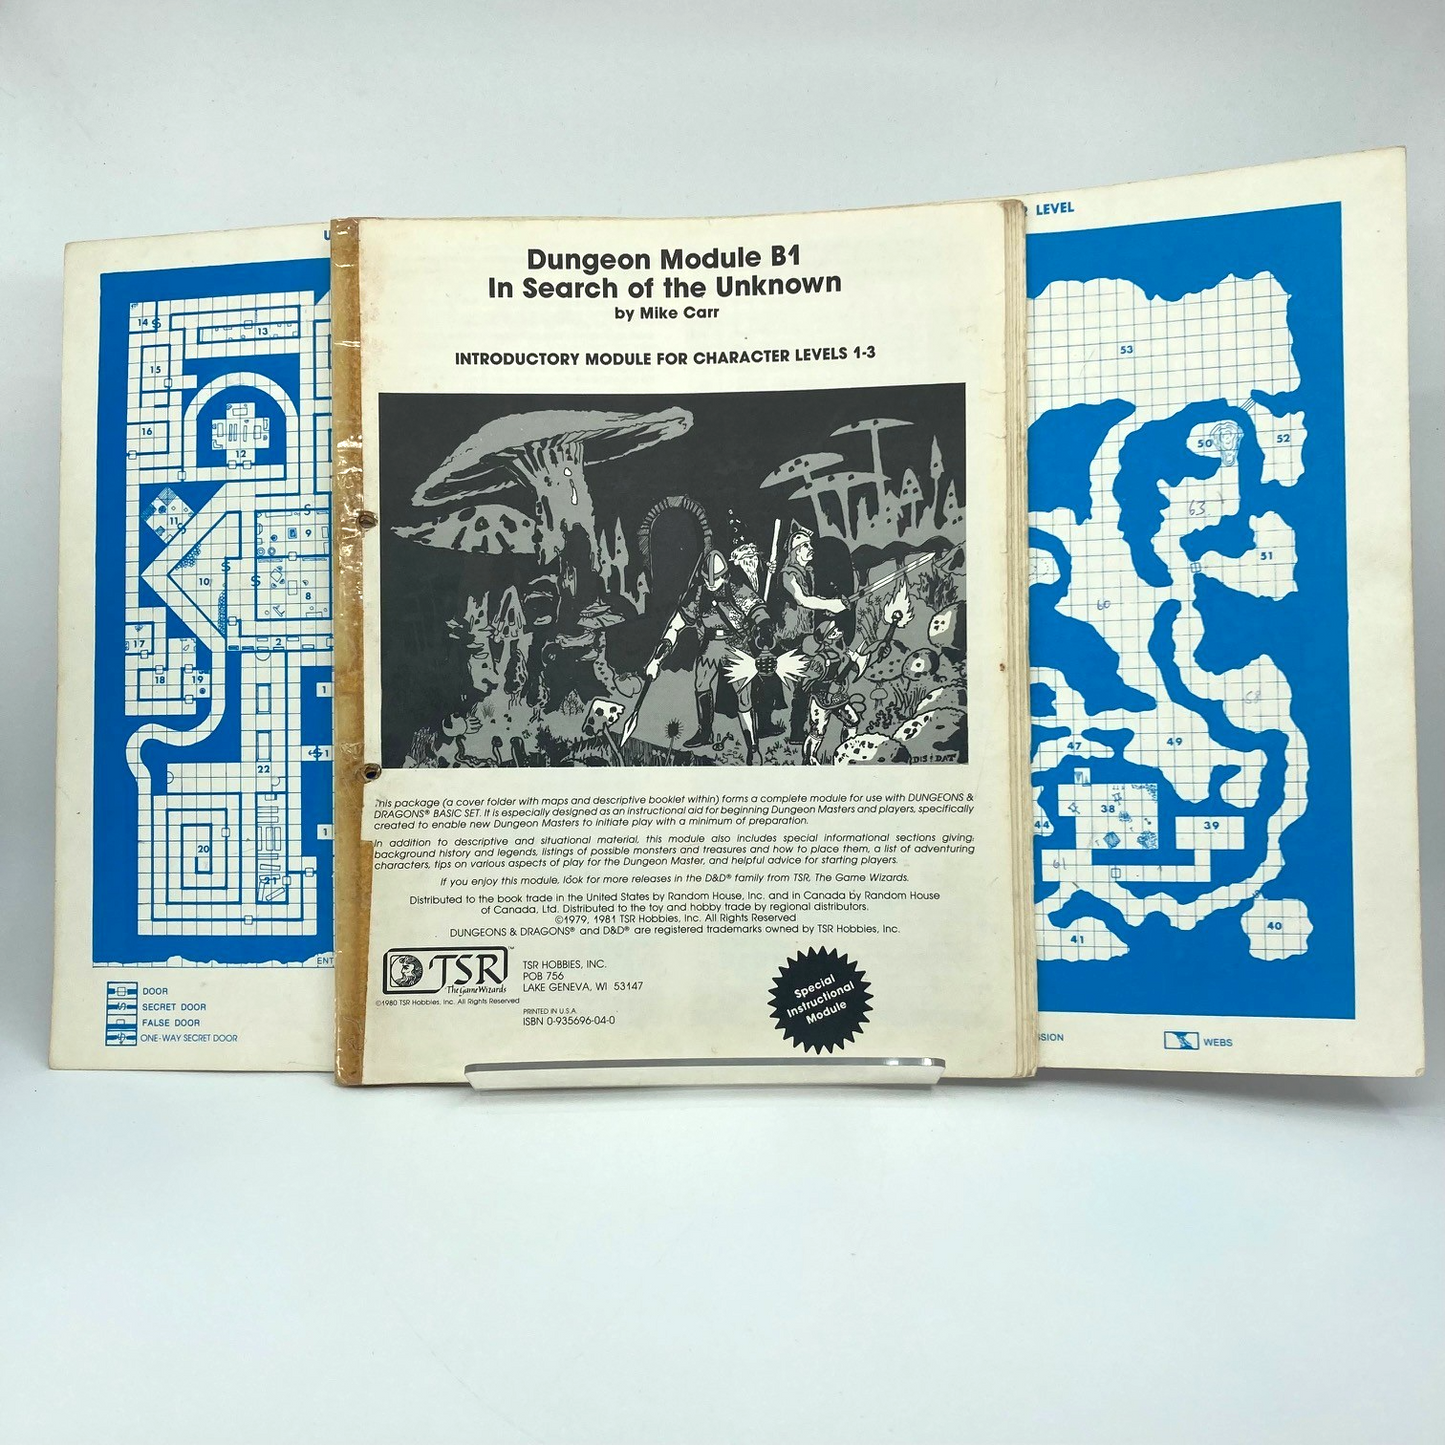 LEVEL
Dungeon Module B1
In Search of the Unknown
by Mike Carr
INTRODUCTORY MODULE FOR CHARACTER LEVELS 1-3
DIS & DAT
This package (a cover folder with maps and descriptive booklet within) forms a complete module for use with DUNGEONS &
DRAGONS® BASIC SET. It is especially designed as an instructional aid for beginning Dungeon Masters and players, specifically
created to enable new Dungeon Masters to initiate play with a minimum of preparation.
In addition to descriptive and situational material, this module also includes special informational sections giving:
background history and legends, listings of possible monsters and treasures and how to place them, a list of adventuring
characters, tips on various aspects of play for the Dungeon Master, and helpful advice for starting players.
If you enjoy this module, look for more releases in the D&D® family from TSR, The Game Wizards.
Distributed to the book trade in the United States by Random House, Inc. and in Canada by Random House
of Canada, Ltd. Distributed to the toy and hobby trade by regional distributors.
©1979, 1981 TSR Hobbies, Inc. All Rights Reserved
DUNGEONS & DRAGONS® and D&D® are registered trademarks owned by TSR Hobbies, Inc.
TSR™
The Game Wizards
©1980 TSR Hobbies, Inc. All Rights Reserved
TSR HOBBIES, INC.
POB 756
LAKE GENEVA, WI 53147
PRINTED IN U.S.A.
ISBN 0-935696-04-0
Special
Instructional
Module
14 S
13
15
16
12
11
S
9
10
S
S
8
2
17
18
19
1
S 1
22
1
20
21
ENT
DOOR
SECRET DOOR
FALSE DOOR
ONE-WAY SECRET DOOR
53
50
52
63
51
60
47
49
38
44
39
61
41
40
SSION
WEBS